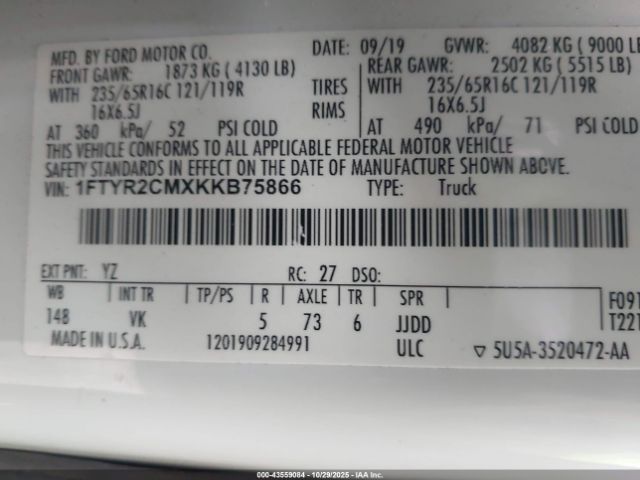 MFD. BY FORD MOTOR CO. DATE: 09/19 GVWR: 4082 KG ( 9000 LB
FRONT GAWR: 1873 KG ( 4130 LB) REAR GAWR: 2502 KG ( 5515 LB)
WITH 235/65R16C 121/119R TIRES WITH 235/65R16C 121/119R
16X6.5J RIMS 16X6.5J
AT 360 kPa/ 52 PSI COLD AT 490 kPa/ 71 PSI COLD
THIS VEHICLE CONFORMS TO ALL APPLICABLE FEDERAL MOTOR VEHICLE
SAFETY STANDARDS IN EFFECT ON THE DATE OF MANUFACTURE SHOWN ABOVE.
VIN: 1FTYR2CMXKKB75866 TYPE: Truck
EXT PNT: YZ RC: 27 DSO:
WB INT TR TP/PS R AXLE TR SPR F091
148 VK 5 73 6 JJDD T221
MADE IN U.S.A. 1201909284991 ULC ▽ 5U5A-3520472-AA
000-43559084 - 10/29/2025 - IAA Inc. Copyright